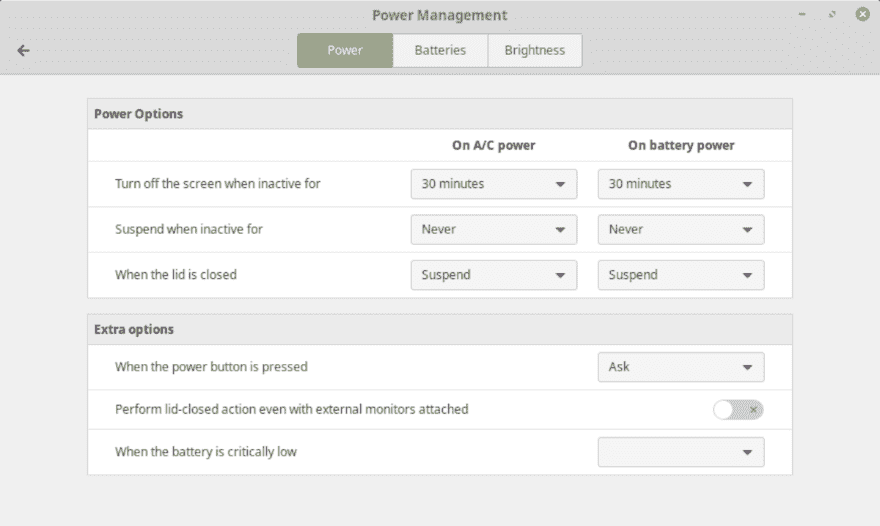 Power Management
Power Batteries Brightness
Power Options
On A/C power On battery power
Turn off the screen when inactive for 30 minutes 30 minutes
Suspend when inactive for Never Never
When the lid is closed Suspend Suspend
Extra options
When the power button is pressed Ask
Perform lid-closed action even with external monitors attached
When the battery is critically low